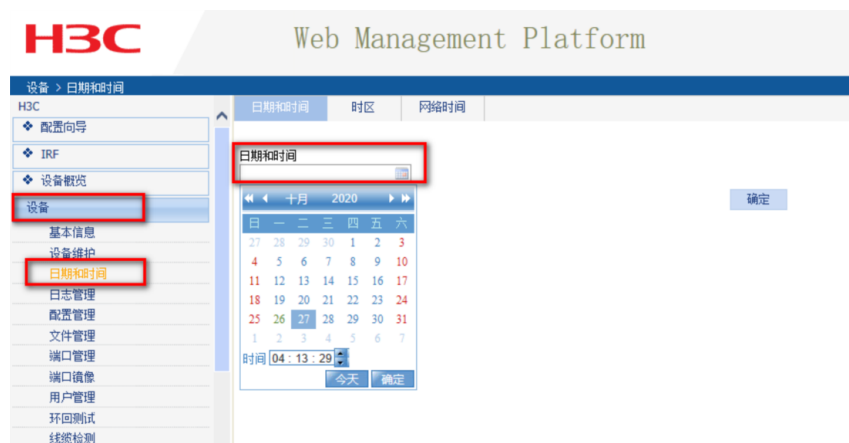 H3C
Web Management Platform
设备 > 日期和时间
H3C
配置向导
IRF
设备概览
设备
基本信息
设备维护
日期和时间
日志管理
配置管理
文件管理
端口管理
端口镜像
用户管理
环回测试
线缆检测
日期和时间 时区 网络时间
日期和时间
十月 2020
日 一 二 三 四 五 六
27 28 29 30 1 2 3
4 5 6 7 8 9 10
11 12 13 14 15 16 17
18 19 20 21 22 23 24
25 26 27 28 29 30 31
1 2 3 4 5 6 7
时间 04 : 13 : 29
今天 确定
确定